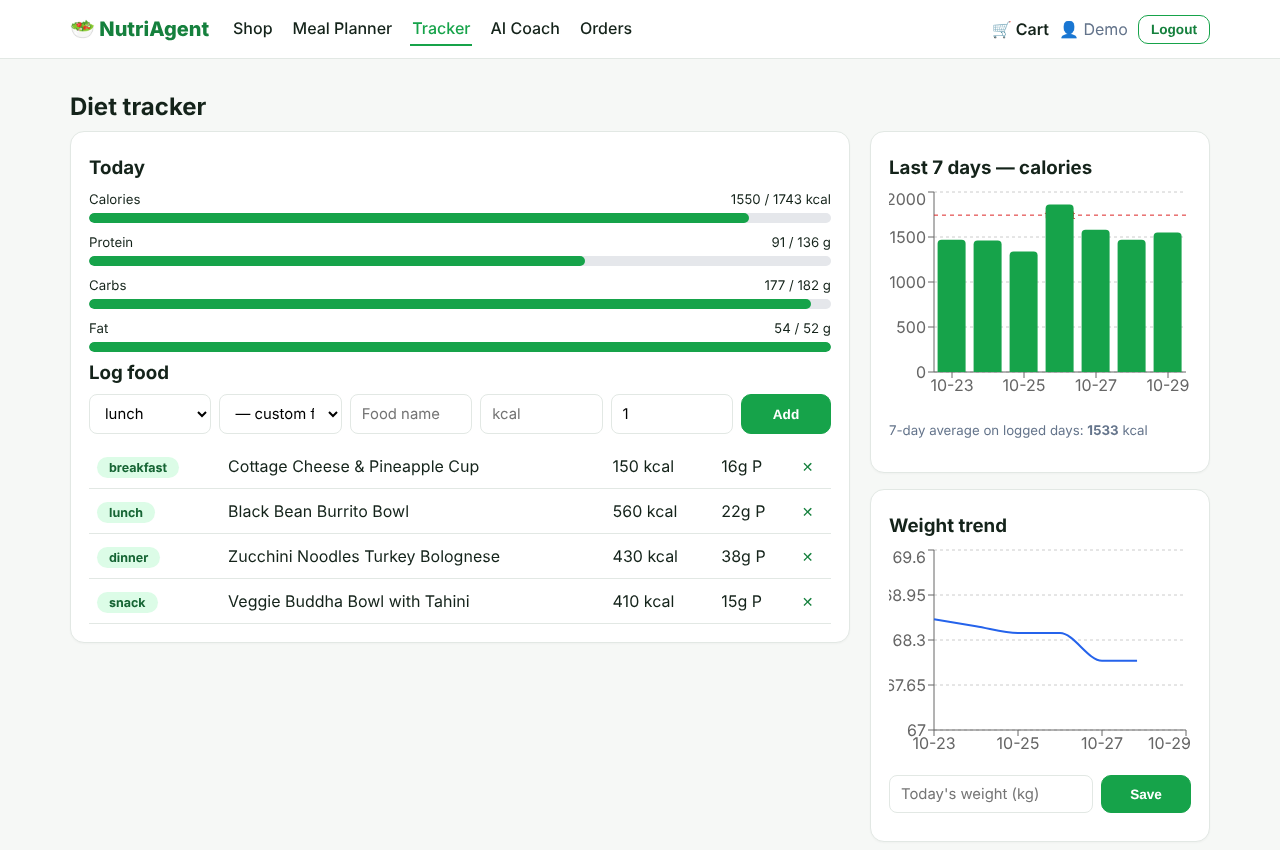 🥗 NutriAgent Shop Meal Planner Tracker AI Coach Orders 🛒 Cart 👤 Demo Logout
Diet tracker
Today
Calories 1550 / 1743 kcal
Protein 91 / 136 g
Carbs 177 / 182 g
Fat 54 / 52 g
Log food
lunch — custom f Food name kcal 1 Add
breakfast Cottage Cheese & Pineapple Cup 150 kcal 16g P ✕
lunch Black Bean Burrito Bowl 560 kcal 22g P ✕
dinner Zucchini Noodles Turkey Bolognese 430 kcal 38g P ✕
snack Veggie Buddha Bowl with Tahini 410 kcal 15g P ✕
Last 7 days — calories
2000
1500
1000
500
0
10-23 10-25 10-27 10-29
7-day average on logged days: 1533 kcal
Weight trend
69.6
68.95
68.3
67.65
67
10-23 10-25 10-27 10-29
Today's weight (kg) Save